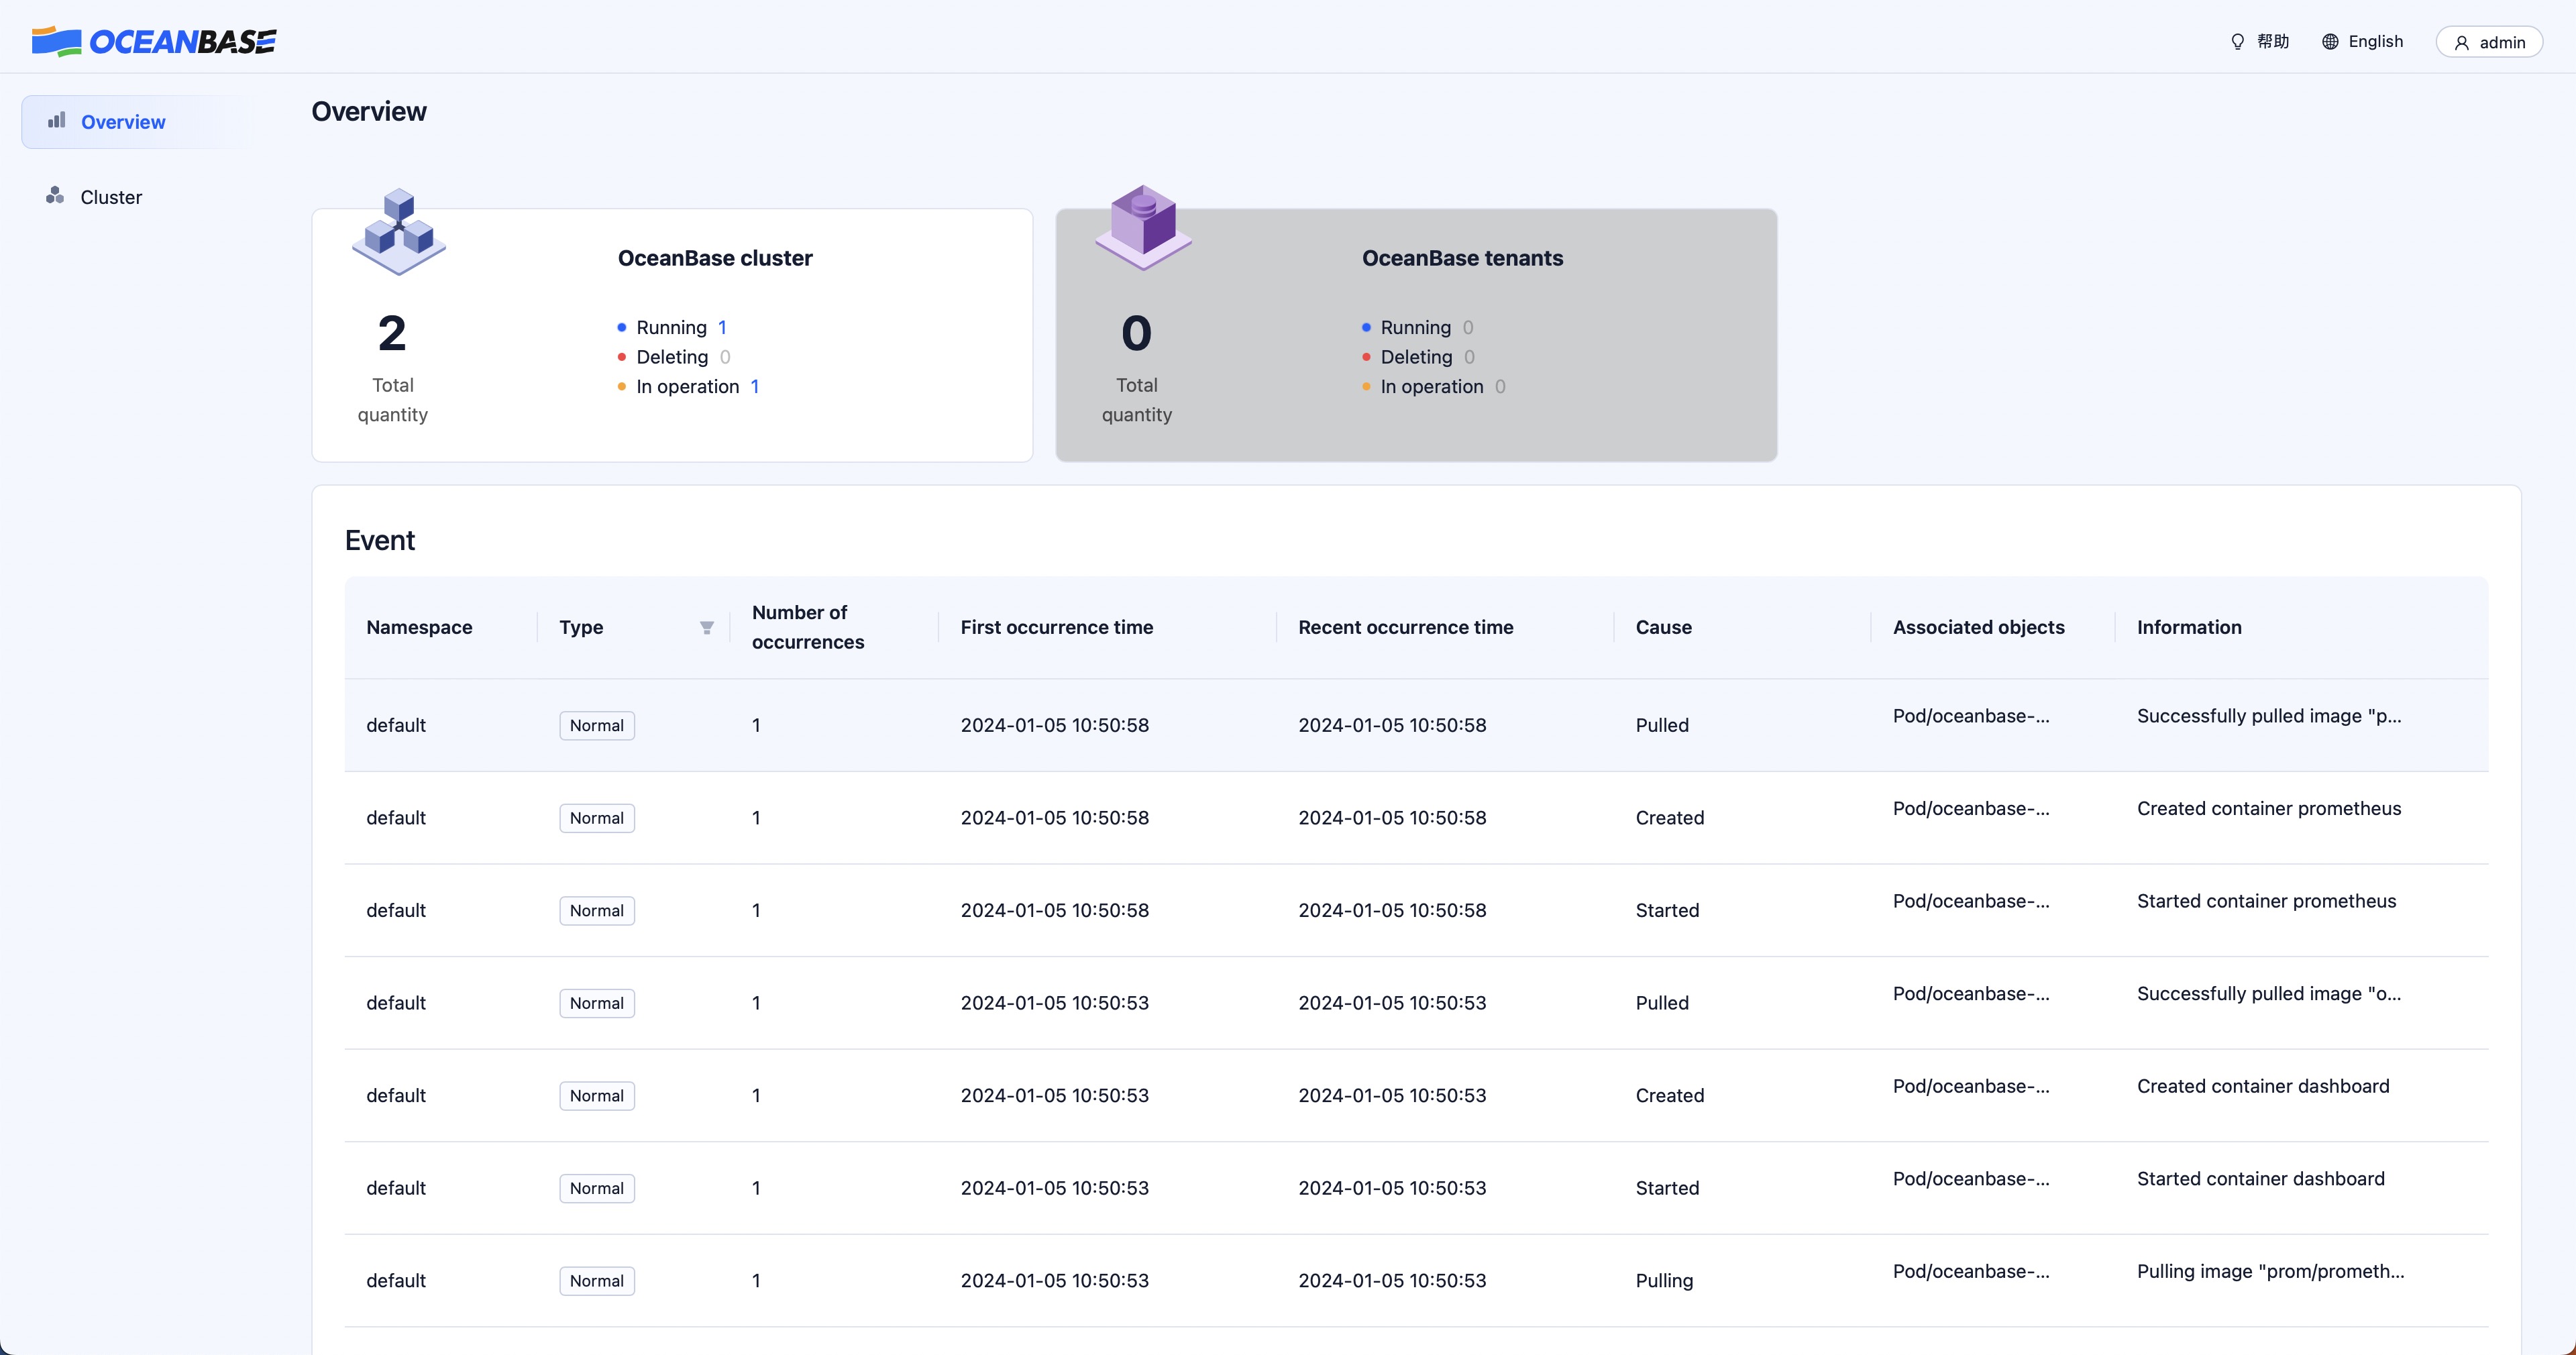 OCEANBASE
帮助
English
admin
Overview
Cluster
Overview
OceanBase cluster
2
Total
quantity
Running 1
Deleting 0
In operation 1
OceanBase tenants
0
Total
quantity
Running 0
Deleting 0
In operation 0
Event
Namespace Type Number of occurrences First occurrence time Recent occurrence time Cause Associated objects Information
default Normal 1 2024-01-05 10:50:58 2024-01-05 10:50:58 Pulled Pod/oceanbase-... Successfully pulled image "p...
default Normal 1 2024-01-05 10:50:58 2024-01-05 10:50:58 Created Pod/oceanbase-... Created container prometheus
default Normal 1 2024-01-05 10:50:58 2024-01-05 10:50:58 Started Pod/oceanbase-... Started container prometheus
default Normal 1 2024-01-05 10:50:53 2024-01-05 10:50:53 Pulled Pod/oceanbase-... Successfully pulled image "o...
default Normal 1 2024-01-05 10:50:53 2024-01-05 10:50:53 Created Pod/oceanbase-... Created container dashboard
default Normal 1 2024-01-05 10:50:53 2024-01-05 10:50:53 Started Pod/oceanbase-... Started container dashboard
default Normal 1 2024-01-05 10:50:53 2024-01-05 10:50:53 Pulling Pod/oceanbase-... Pulling image "prom/prometh...